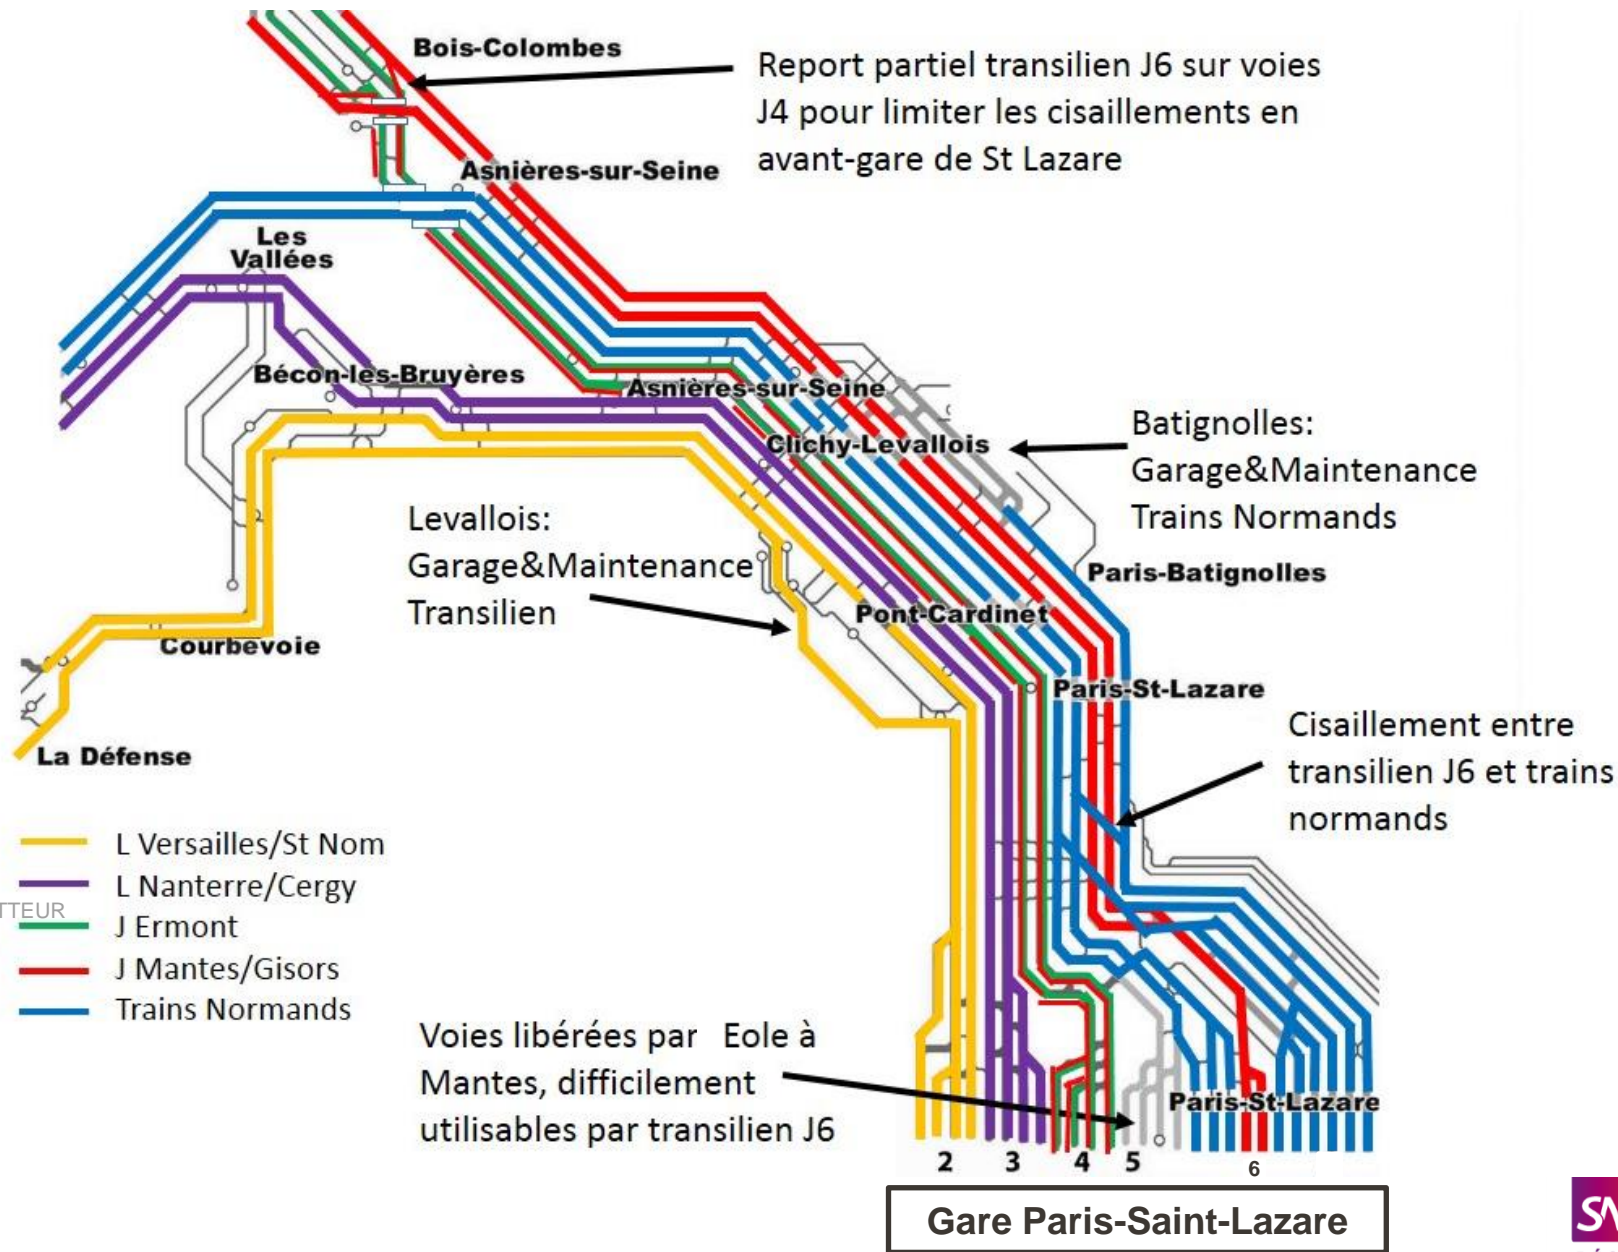 Bois-Colombes
Report partiel transilien J6 sur voies
J4 pour limiter les cisaillements en
avant-gare de St Lazare
Asnières-sur-Seine
Les
Vallées
Bécon-les-Bruyères
Asnières-sur-Seine
Clichy-Levallois
Batignolles:
Garage&Maintenance
Trains Normands
Levallois:
Garage&Maintenance
Transilien
Paris-Batignolles
Pont-Cardinet
Courbevoie
Paris-St-Lazare
Cisaillement entre
transilien J6 et trains
normands
La Défense
L Versailles/St Nom
L Nanterre/Cergy
TTEUR
J Ermont
J Mantes/Gisors
Trains Normands
Voies libérées par Eole à
Mantes, difficilement
utilisables par transilien J6
Paris-St-Lazare
2 3 4 5 6
Gare Paris-Saint-Lazare